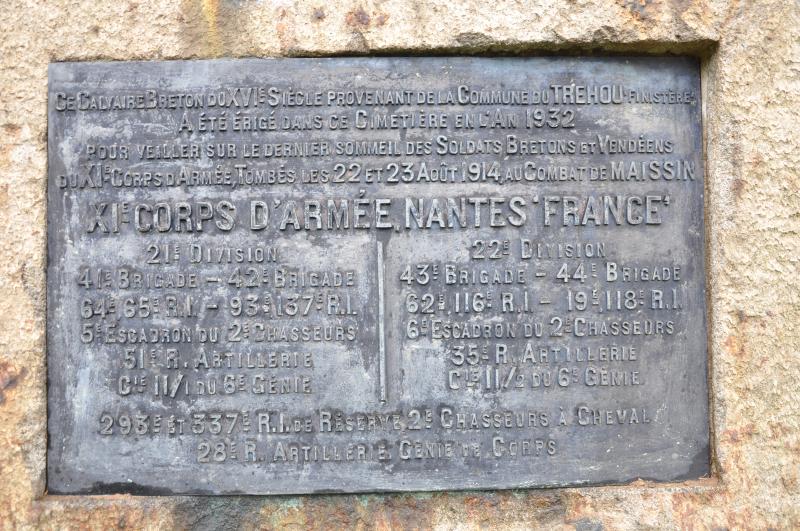 Ce Calvaire Breton du XVIe Siècle provenant de la Commune du TRÉHOU-Finistère,
A été érigé dans ce Cimetière en l'An 1932
pour veiller sur le dernier sommeil des Soldats, Bretons et Vendéens
du XIe Corps d'Armée, Tombés les 22 et 23 Août 1914, au Combat de MAISSIN
XIe CORPS D'ARMÉE, NANTES "FRANCE"
21e Division
41e Brigade – 42e Brigade
64e 65e R.I. – 93e 137e R.I.
5e Escadron du 2e Chasseurs
51e R. Artillerie
Cie 11/1 du 6e Génie
22e Division
43e Brigade – 44e Brigade
62e, 116e R.I – 19e 118e R.I.
6e Escadron du 2e Chasseurs.
35e R. Artillerie
Cie 11/2 du 6e Génie.
293e et 337e R.I. de Réserve, 2e Chasseurs à Cheval
28e R. Artillerie, Génie de Corps